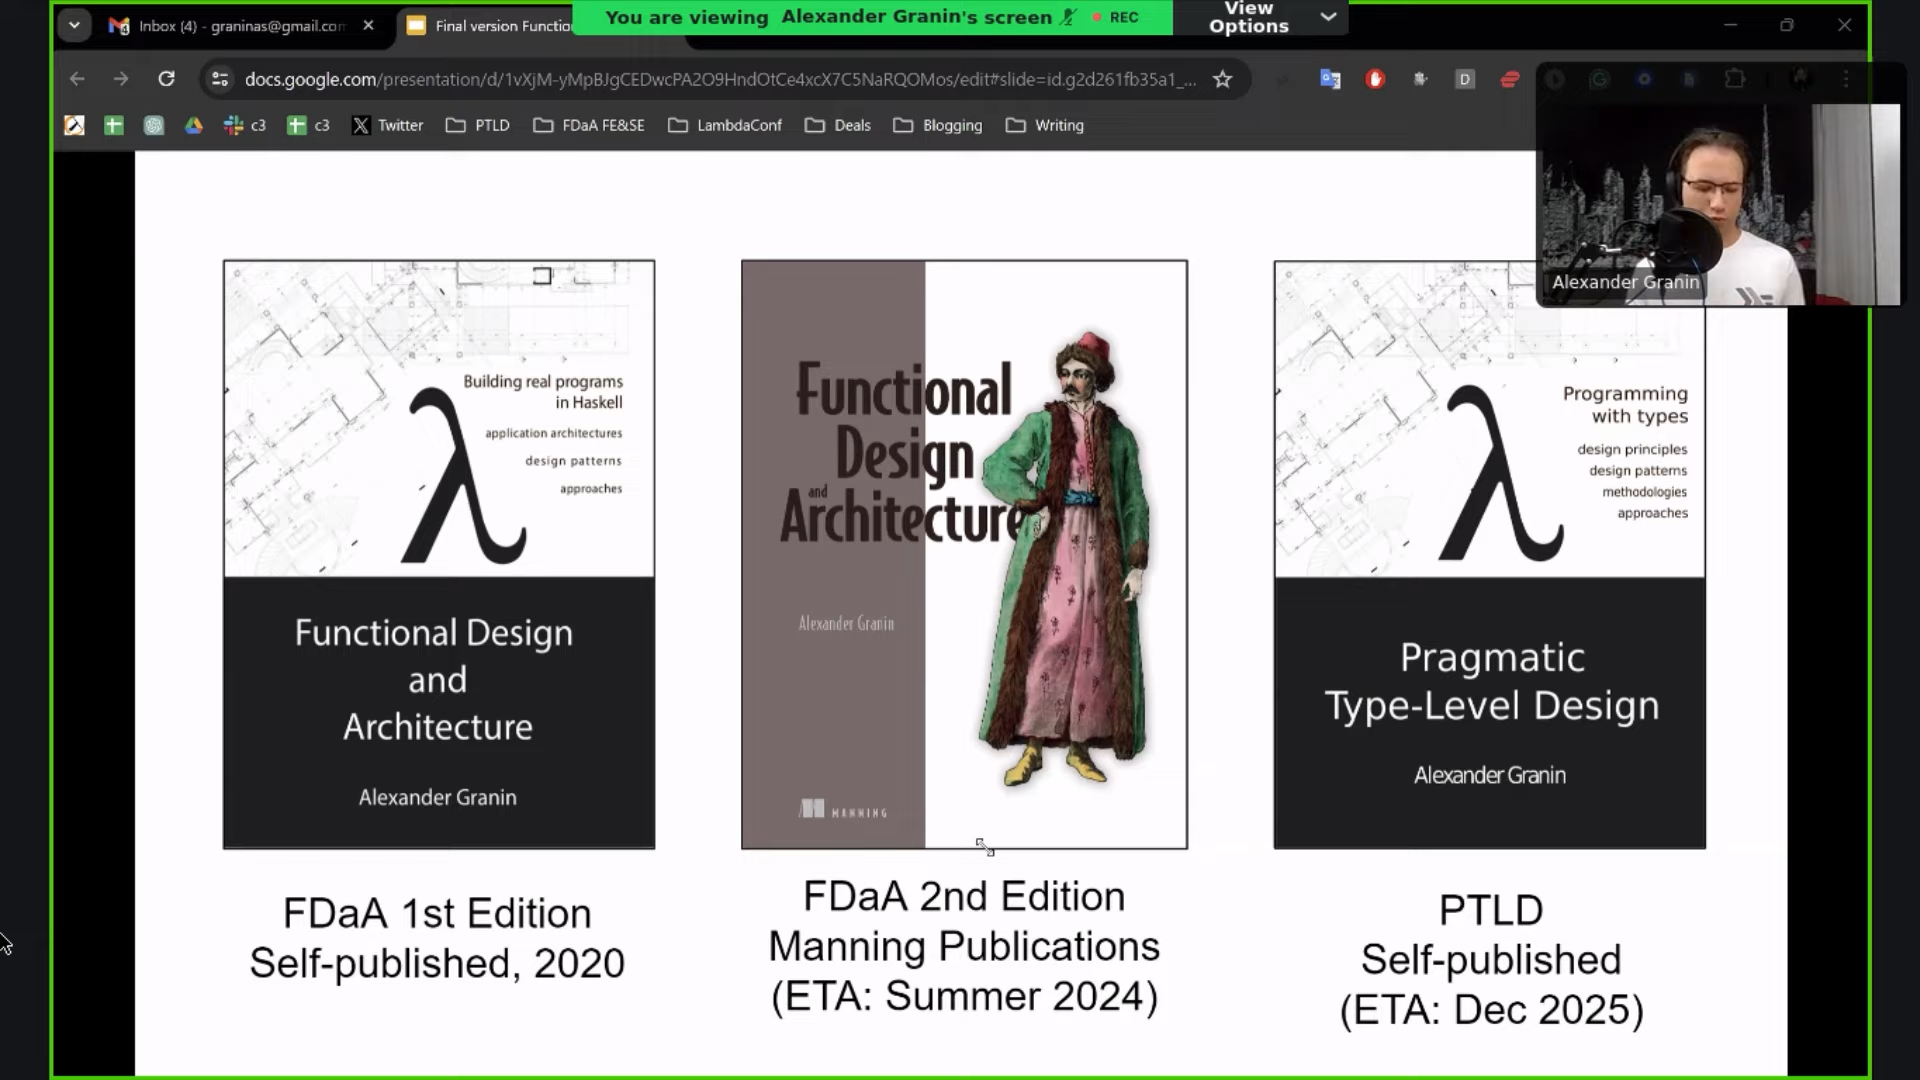 You are viewing Alexander Granin's screen
REC
View
Options
Inbox (4) - graninas@gmail.com
Final version Functio
docs.google.com/presentation/d/1vXjM-yMpBJgCEDwcPA2O9HndOtCe4xcX7C5NaRQOMos/edit#slide=id.g2d261fb35a1_...
D
c3
c3
Twitter
PTLD
FDaA FE&SE
LambdaConf
Deals
Blogging
Writing
Alexander Granin
Building real programs
in Haskell
application architectures
design patterns
approaches
λ
Functional Design
and
Architecture
Alexander Granin
Functional
Design
and
Architecture
Alexander Granin
MANNING
Programming
with types
design principles
design patterns
methodologies
approaches
λ
Pragmatic
Type-Level Design
Alexander Granin
FDaA 1st Edition
Self-published, 2020
FDaA 2nd Edition
Manning Publications
(ETA: Summer 2024)
PTLD
Self-published
(ETA: Dec 2025)